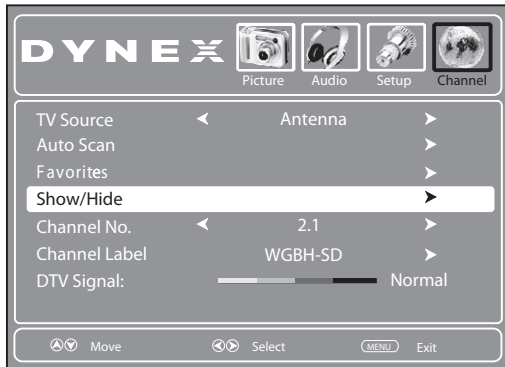 DYNEX
Picture Audio Setup Channel
TV Source Antenna
Auto Scan
Favorites
Show/Hide
Channel No. 2.1
Channel Label WGBH-SD
DTV Signal: Normal
Move Select MENU Exit